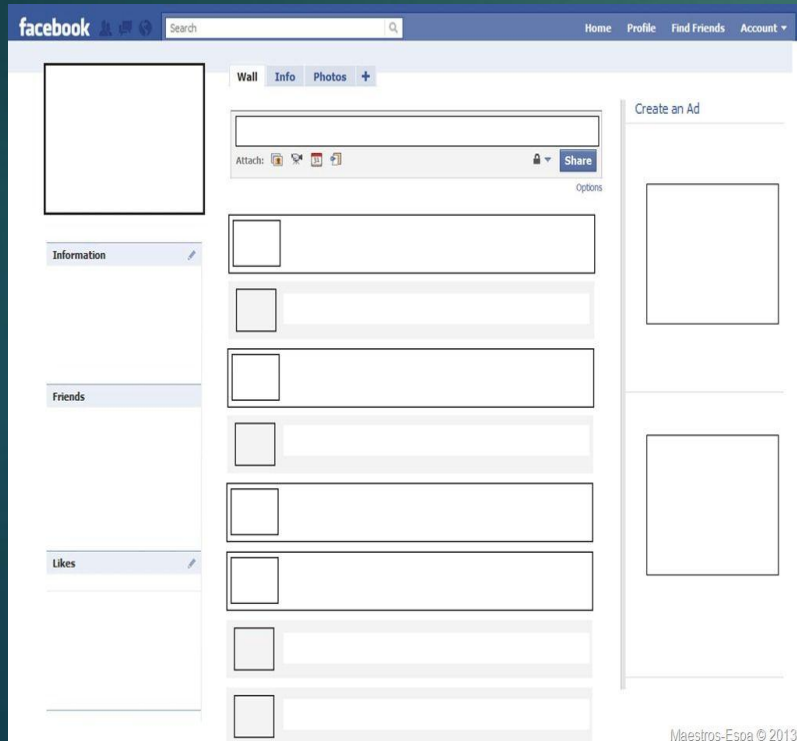 facebook Search Home Profile Find Friends Account
Wall Info Photos +
Create an Ad
Attach: 31 Share
Options
Information
Friends
Likes
Maestros-Espa © 2013